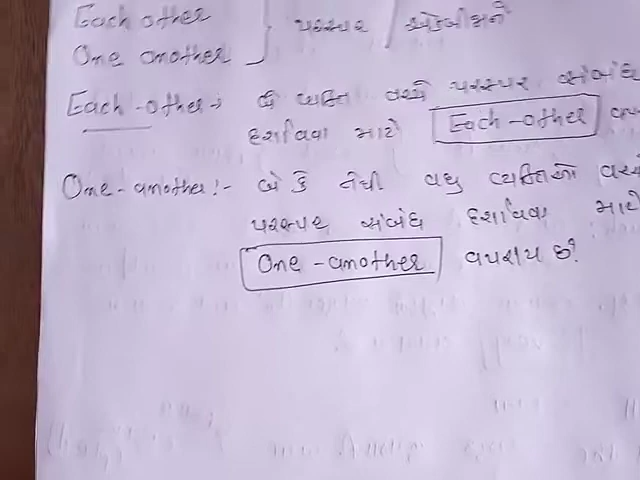 Each other } પરસ્પર / એકબીજાને
One another
Each-other → બે વ્યક્તિ વચ્ચે પરસ્પર સંબંધ
દર્શાવવા માટે Each-other
One-another :- બે કે તેથી વધુ વ્યક્તિઓ વચ્ચે
પરસ્પર સંબંધ દર્શાવવા માટે
One-another વપરાય છે.